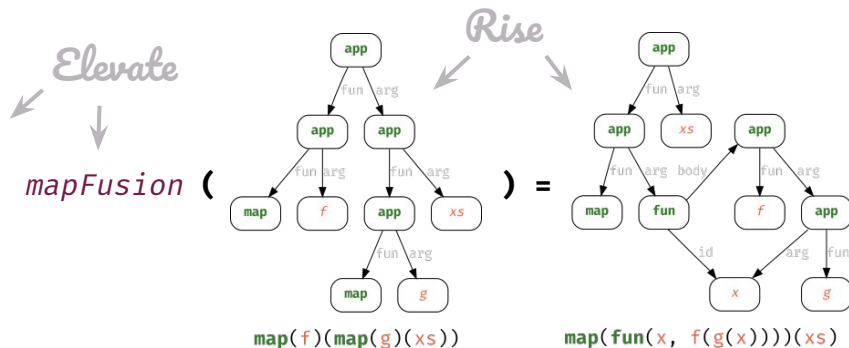 Elevate
Rise
app
app
fun arg
fun arg
app
app
app
xs
app
fun arg
fun arg
fun arg
body
fun arg
mapFusion ( ) =
map
f
app
xs
map
fun
f
app
fun arg
id
arg
fun
map
g
x
g
map(f)(map(g)(xs))
map(fun(x, f(g(x))))(xs)